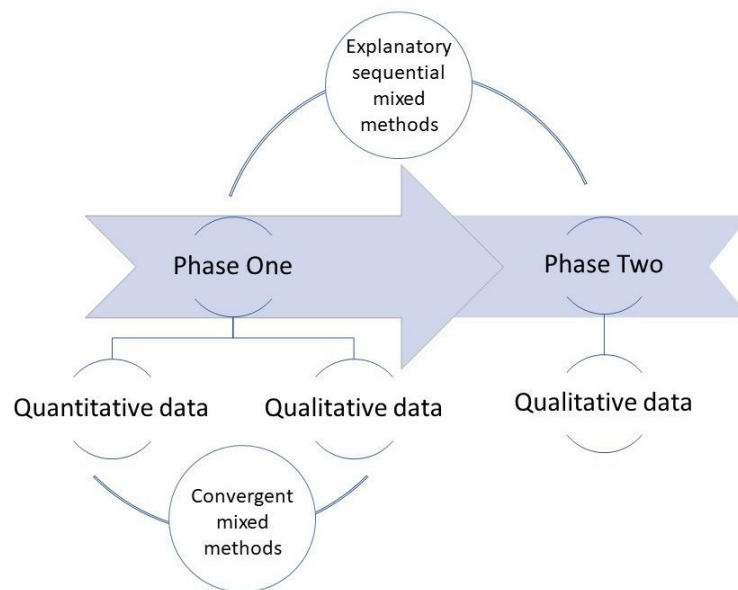 Explanatory
sequential
mixed
methods
Phase One
Phase Two
Quantitative data
Qualitative data
Qualitative data
Convergent
mixed
methods